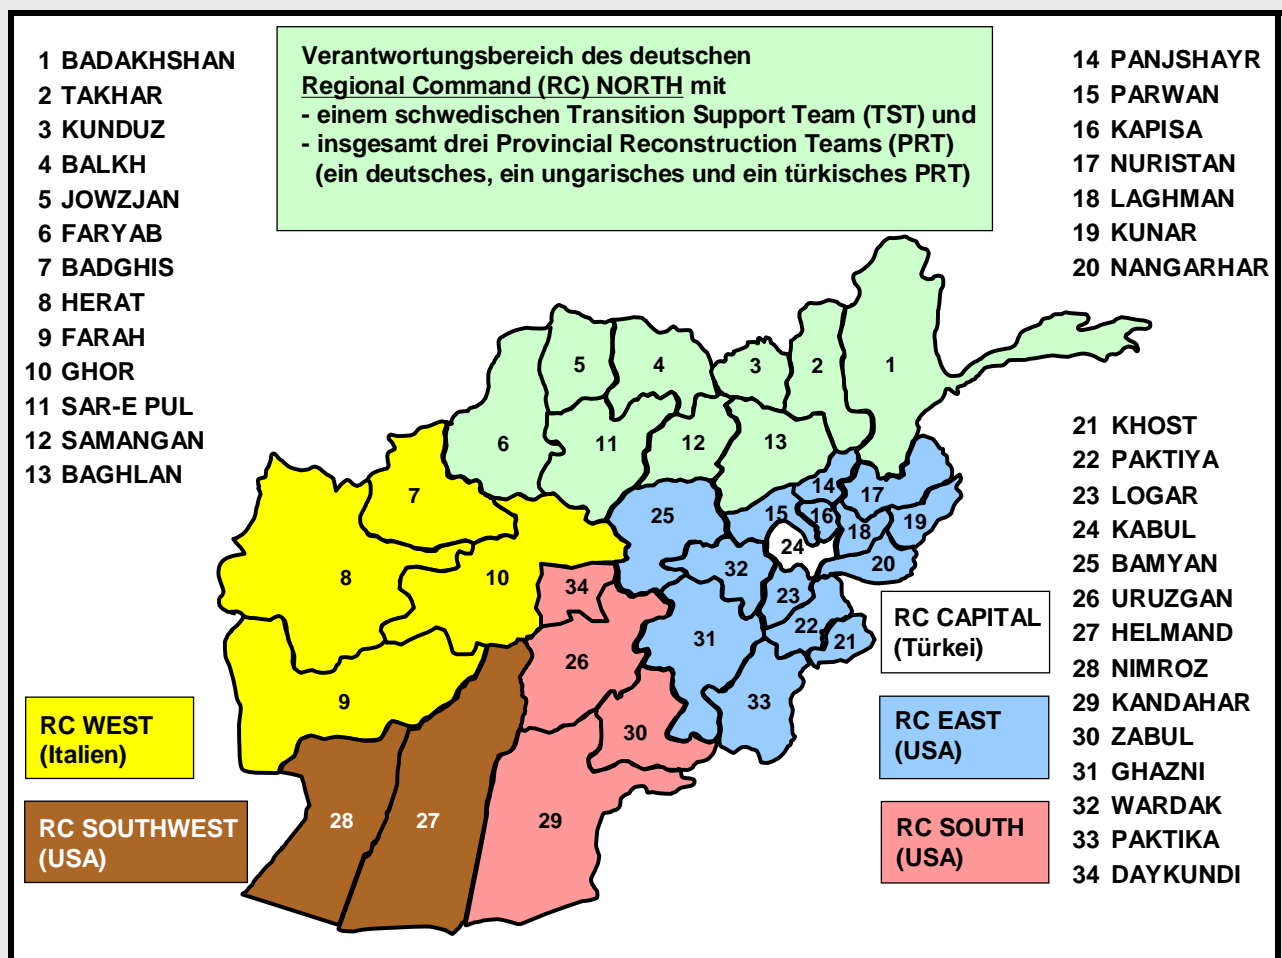 1 BADAKHSHAN
2 TAKHAR
3 KUNDUZ
4 BALKH
5 JOWZJAN
6 FARYAB
7 BADGHIS
8 HERAT
9 FARAH
10 GHOR
11 SAR-E PUL
12 SAMANGAN
13 BAGHLAN
Verantwortungsbereich des deutschen
Regional Command (RC) NORTH mit
- einem schwedischen Transition Support Team (TST) und
- insgesamt drei Provincial Reconstruction Teams (PRT)
(ein deutsches, ein ungarisches und ein türkisches PRT)
14 PANJSHAYR
15 PARWAN
16 KAPISA
17 NURISTAN
18 LAGHMAN
19 KUNAR
20 NANGARHAR
21 KHOST
22 PAKTIYA
23 LOGAR
24 KABUL
25 BAMYAN
26 URUZGAN
27 HELMAND
28 NIMROZ
29 KANDAHAR
30 ZABUL
31 GHAZNI
32 WARDAK
33 PAKTIKA
34 DAYKUNDI
5
4
3
2
1
6
11
12
13
7
14
17
25
15
16
18
19
24
20
8
10
34
32
23
31
22
21
26
9
30
33
28
27
29
RC CAPITAL
(Türkei)
RC WEST
(Italien)
RC EAST
(USA)
RC SOUTHWEST
(USA)
RC SOUTH
(USA)